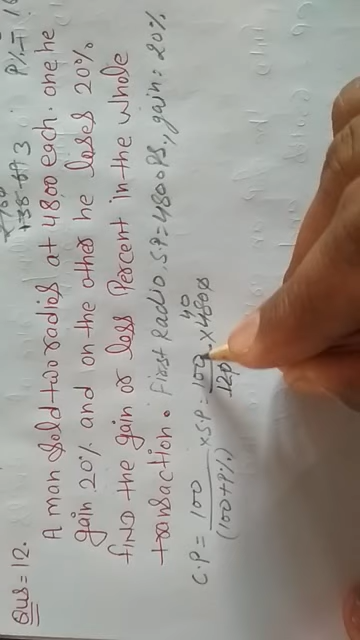 Qus = 12.
A man sold two radios at 4800 each. one he
gain 20% and on the other he loses 20%
find the gain or loss Percent in the whole
transaction. First Radio, S.P = 4800 RS., gain = 20%
40
C.P = 100 / (100+P%) × S.P = 100 / 120 × 4800